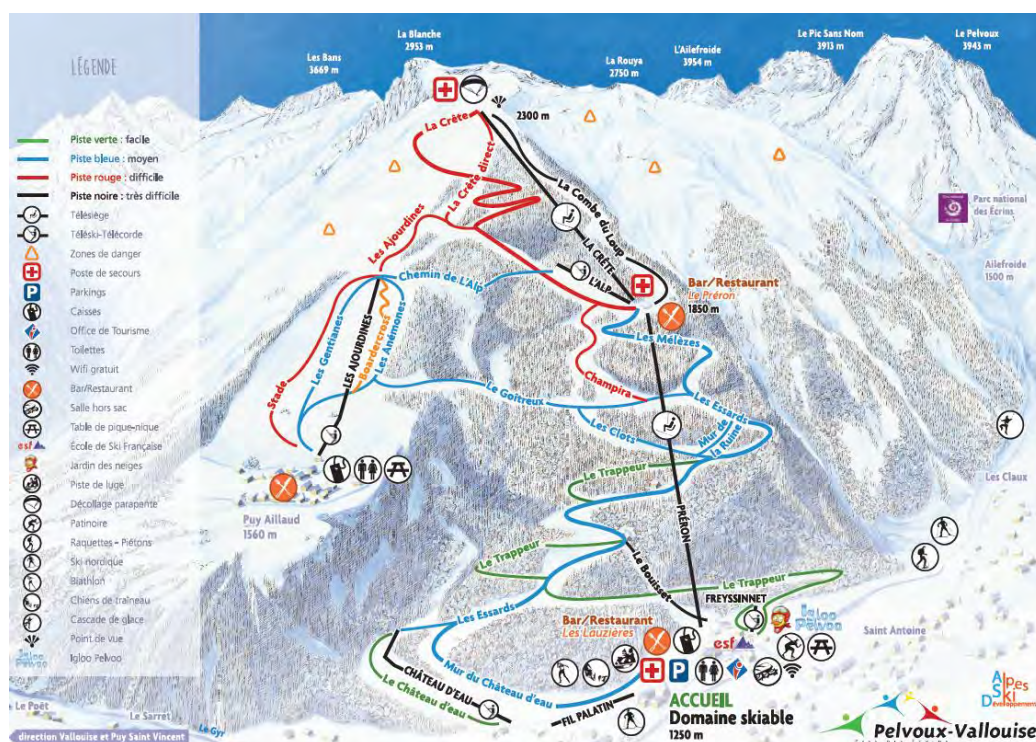 LÉGENDE
Piste verte : facile
Piste bleue : moyen
Piste rouge : difficile
Piste noire : très difficile
Télésiège
Téléski-Télécorde
Zones de danger
Poste de secours
Parkings
Caisses
Office de Tourisme
Toilettes
Wifi gratuit
Bar/Restaurant
Salle hors sac
Table de pique-nique
esf
École de Ski Française
Jardin des neiges
Piste de luge
Décollage parapente
Patinoire
Raquettes - Piétons
Ski nordique
Biathlon
Chiens de traîneau
Cascade de glace
Point de vue
Igloo Pelvoo
Igloo Pelvoo
Les Bans
3669 m
La Blanche
2953 m
La Rouya
2750 m
L'Ailefroide
3954 m
Le Pic Sans Nom
3913 m
Le Pelvoux
3943 m
2300 m
La Crête
La Crête direct
La Combe du Loup
LA CRÊTE
L'ALP
Les Ajourdines
Chemin de L'Alp
Bar/Restaurant
Le Préron
1850 m
Parc national
des Écrins
Ailefroide
1500 m
Stade
Les Gentianes
LES AJOURDINES
Boardercross
Les Anémones
Les Mélèzes
Champira
Le Goitreux
Les Essards
Les Clots
Mur de
la Ruine
Le Trappeur
PRÉRON
Les Claux
Puy Aillaud
1560 m
Le Trappeur
Le Bouisset
Le Trappeur
FREYSSINNET
Igloo
Pelvoo
Les Essards
Bar/Restaurant
Les Lauzières
esf
Saint Antoine
Mur du Château d'eau
CHÂTEAU D'EAU
Le Château d'eau
FIL PALATIN
ACCUEIL
Domaine skiable
1250 m
Le Poët
Le Sarret
Le Gyr
direction Vallouise et Puy Saint Vincent
Alpes
Ski
Développement
Pelvoux-Vallouise